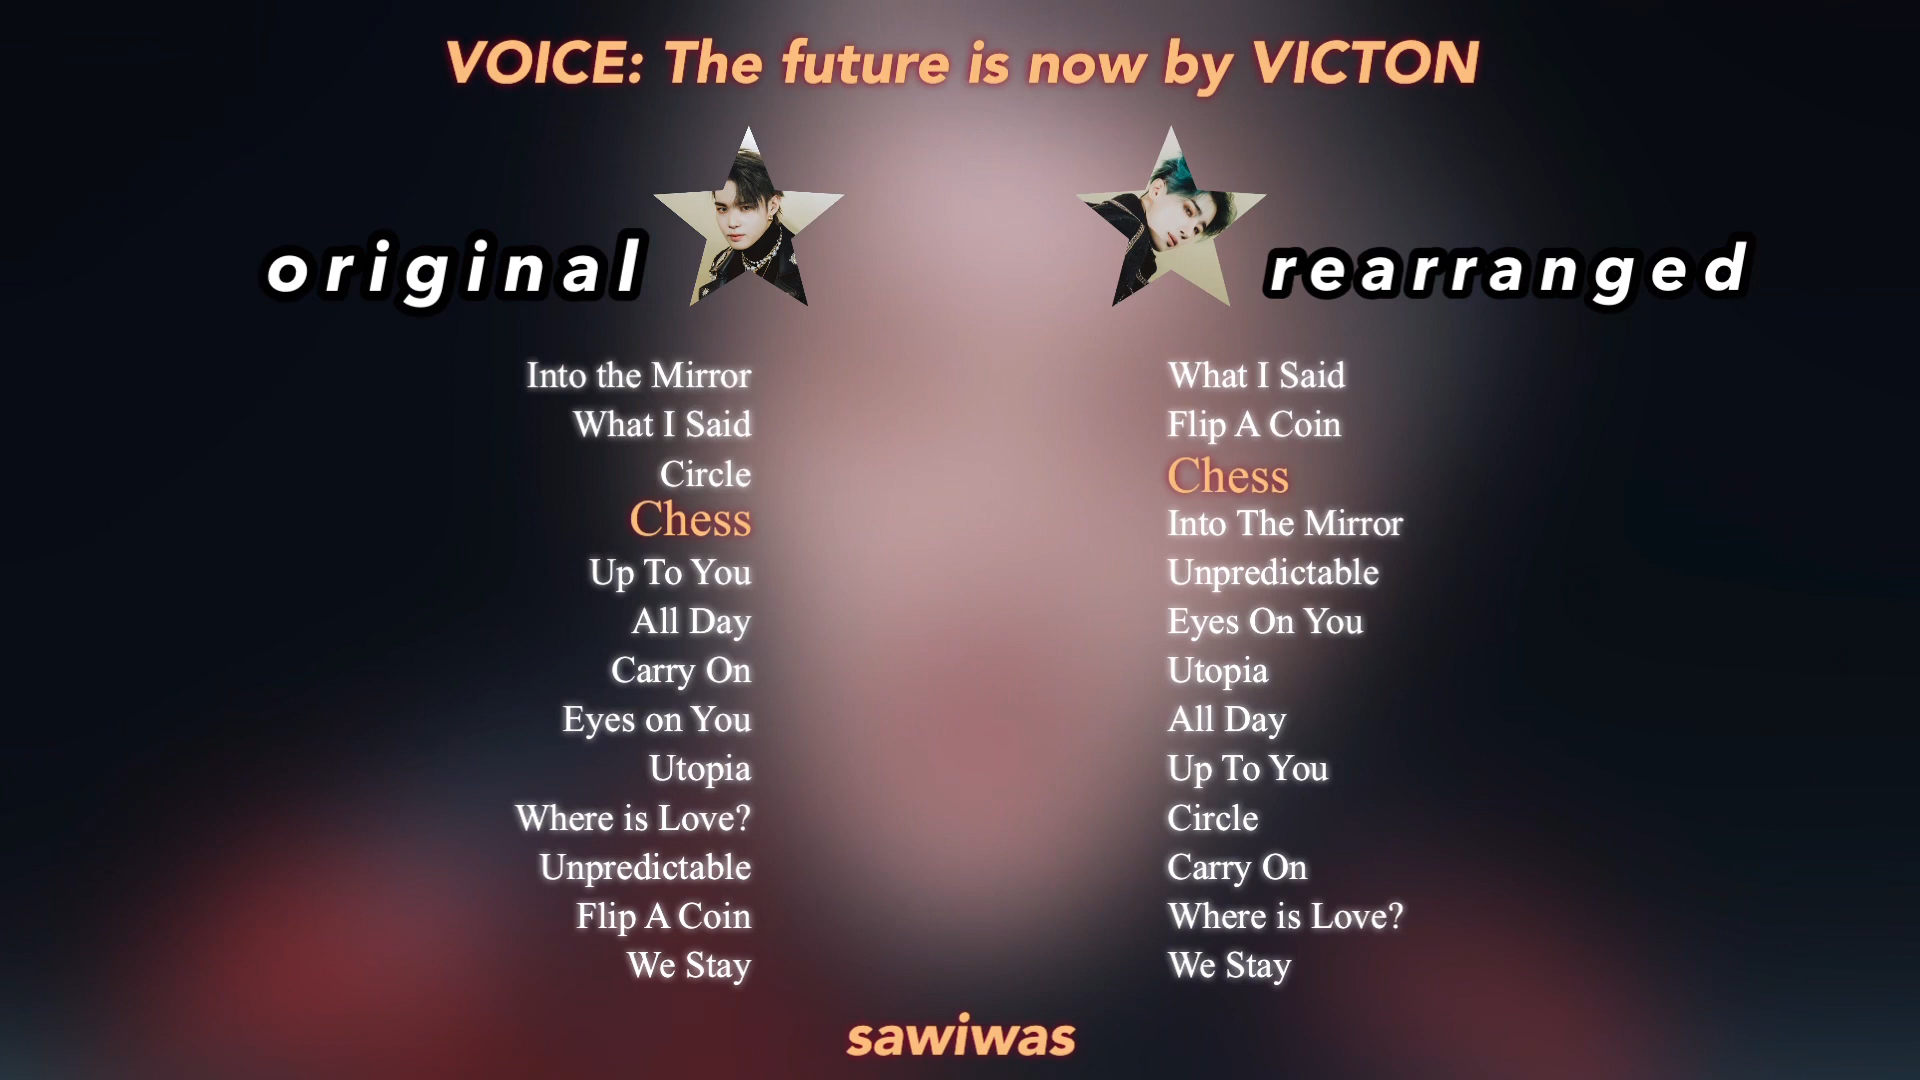 VOICE: The future is now by VICTON
original
rearranged
Into the Mirror
What I Said
Circle
Chess
Up To You
All Day
Carry On
Eyes on You
Utopia
Where is Love?
Unpredictable
Flip A Coin
We Stay
What I Said
Flip A Coin
Chess
Into The Mirror
Unpredictable
Eyes On You
Utopia
All Day
Up To You
Circle
Carry On
Where is Love?
We Stay
sawiwas